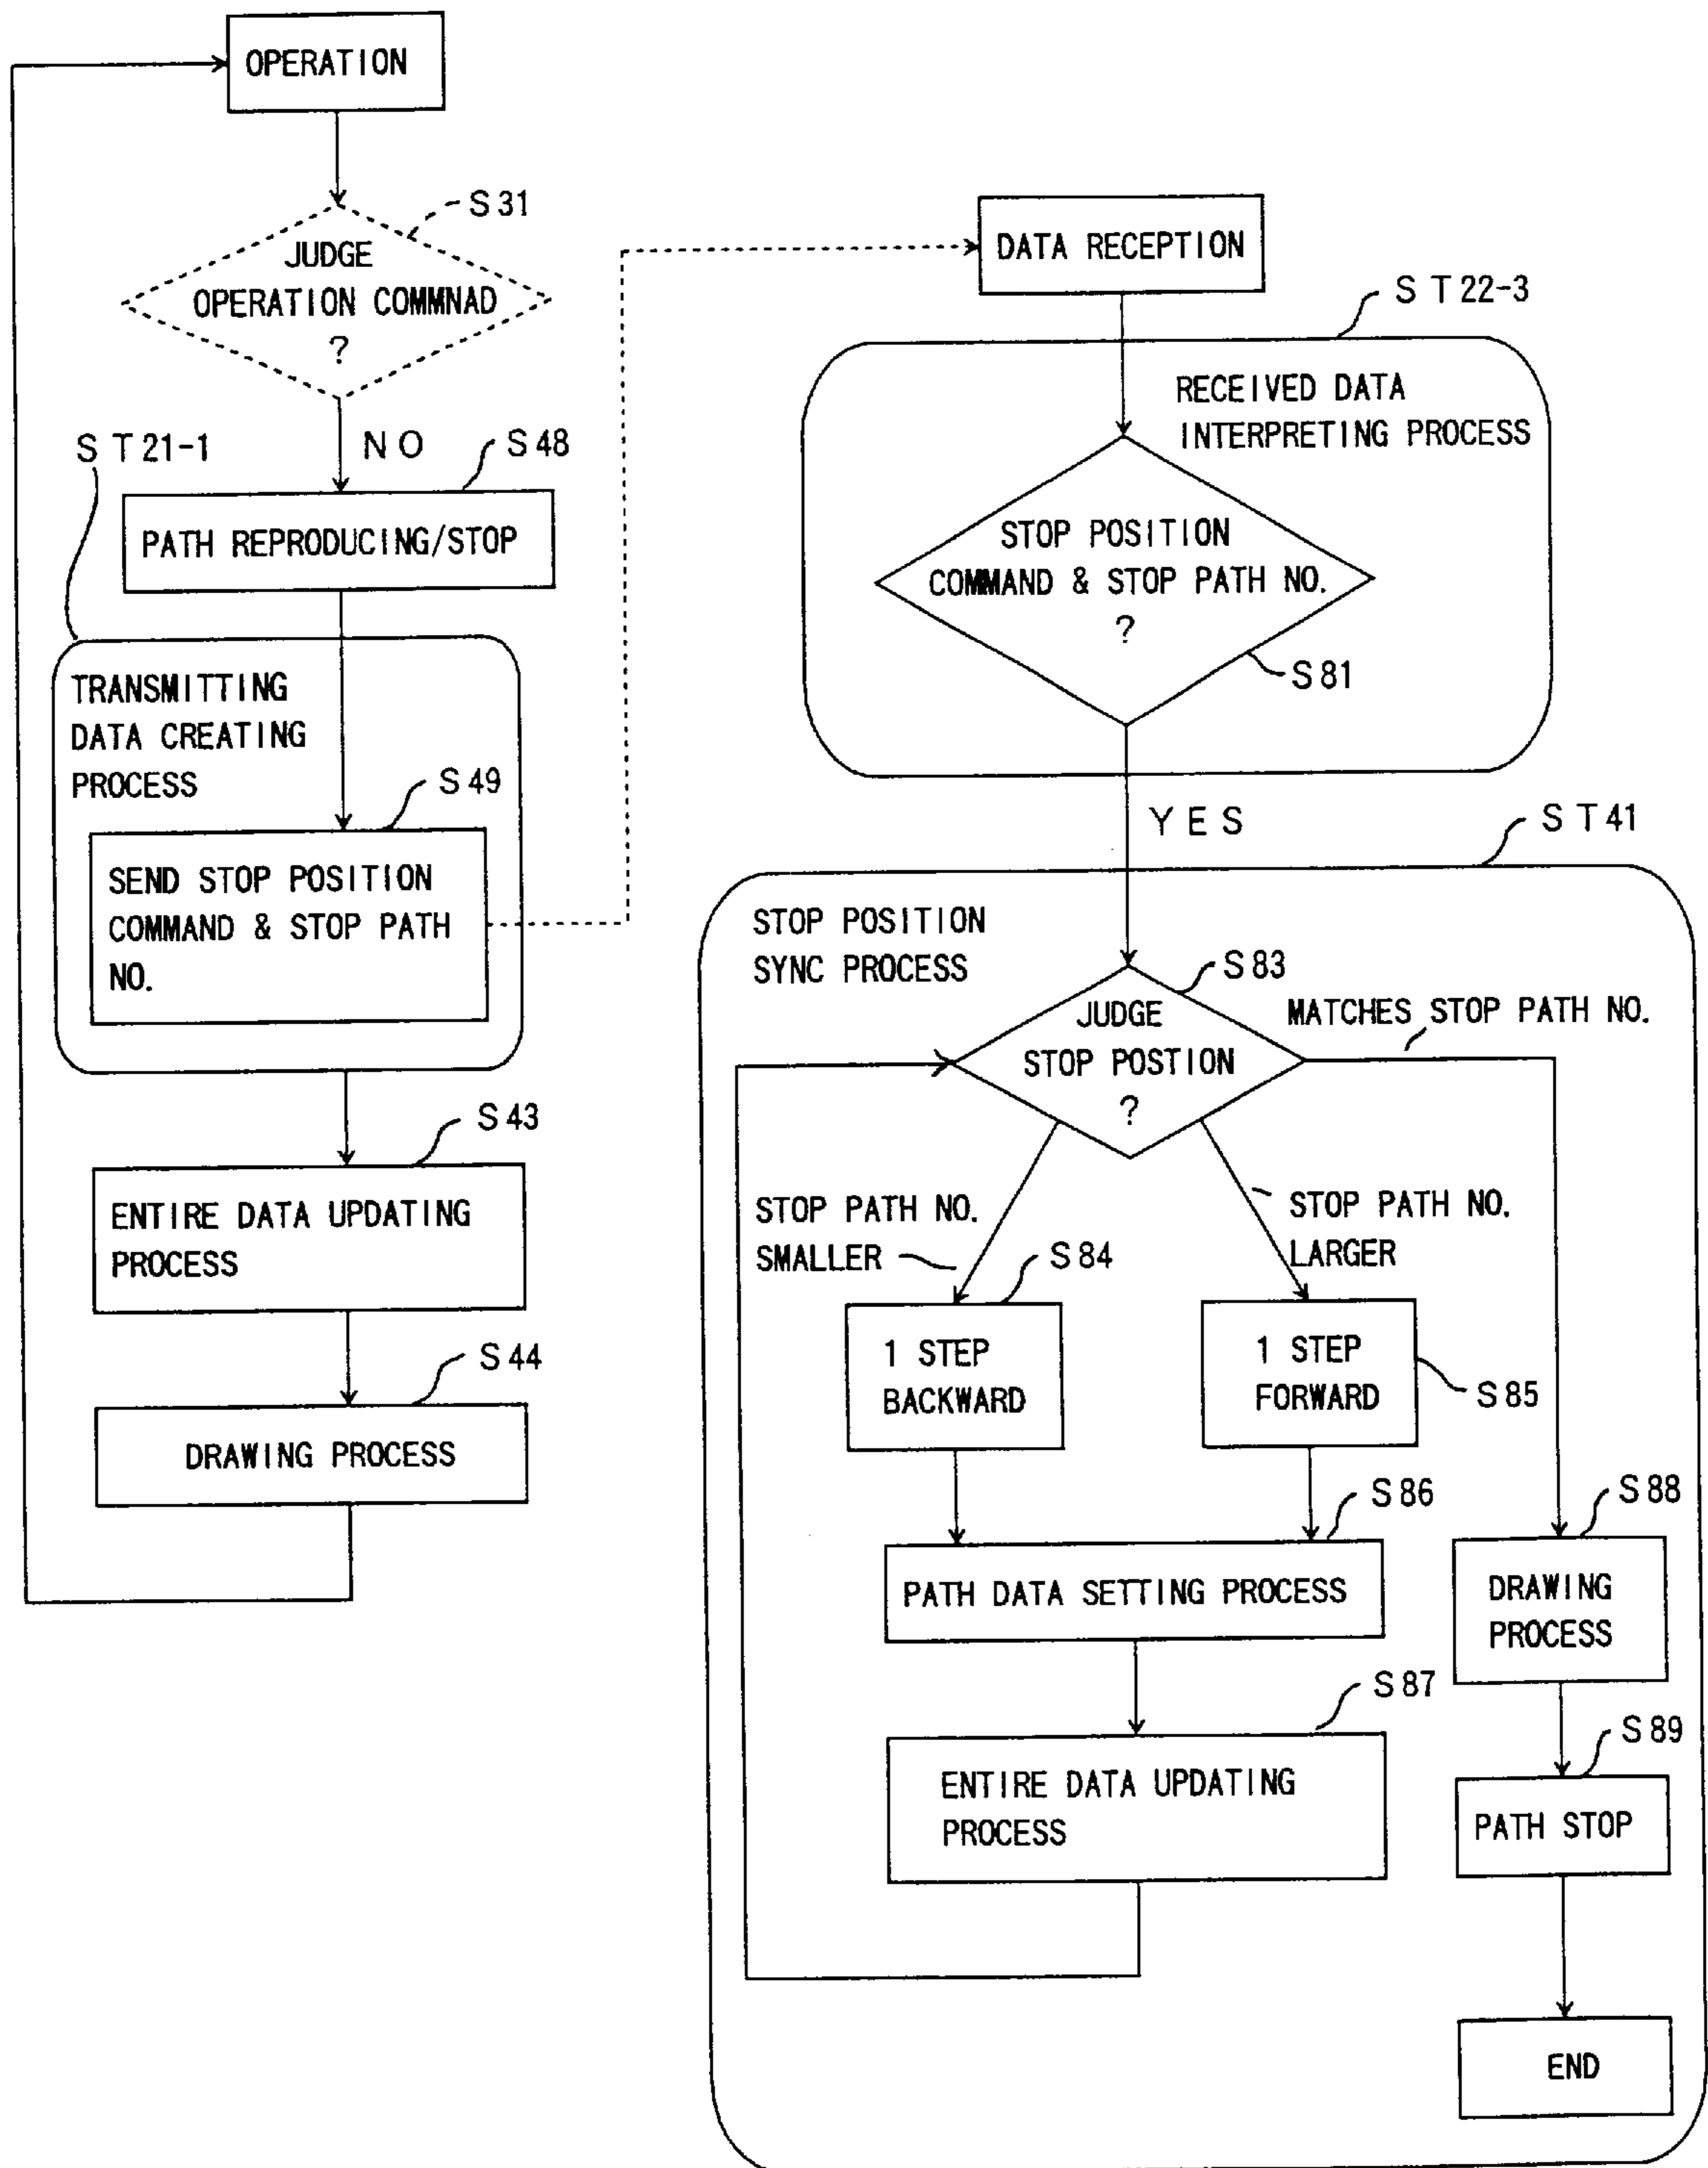 OPERATION
S31
JUDGE
OPERATION COMMNAD
?
NO
ST21-1
S48
PATH REPRODUCING/STOP
TRANSMITTING
DATA CREATING
PROCESS
S49
SEND STOP POSITION
COMMAND & STOP PATH
NO.
S43
ENTIRE DATA UPDATING
PROCESS
S44
DRAWING PROCESS
DATA RECEPTION
ST22-3
RECEIVED DATA
INTERPRETING PROCESS
STOP POSITION
COMMAND & STOP PATH NO.
?
S81
YES
ST41
STOP POSITION
SYNC PROCESS
S83
JUDGE
STOP POSTION
?
MATCHES STOP PATH NO.
STOP PATH NO.
SMALLER
STOP PATH NO.
LARGER
S84
1 STEP
BACKWARD
1 STEP
FORWARD
S85
S86
PATH DATA SETTING PROCESS
S87
ENTIRE DATA UPDATING
PROCESS
S88
DRAWING
PROCESS
S89
PATH STOP
END